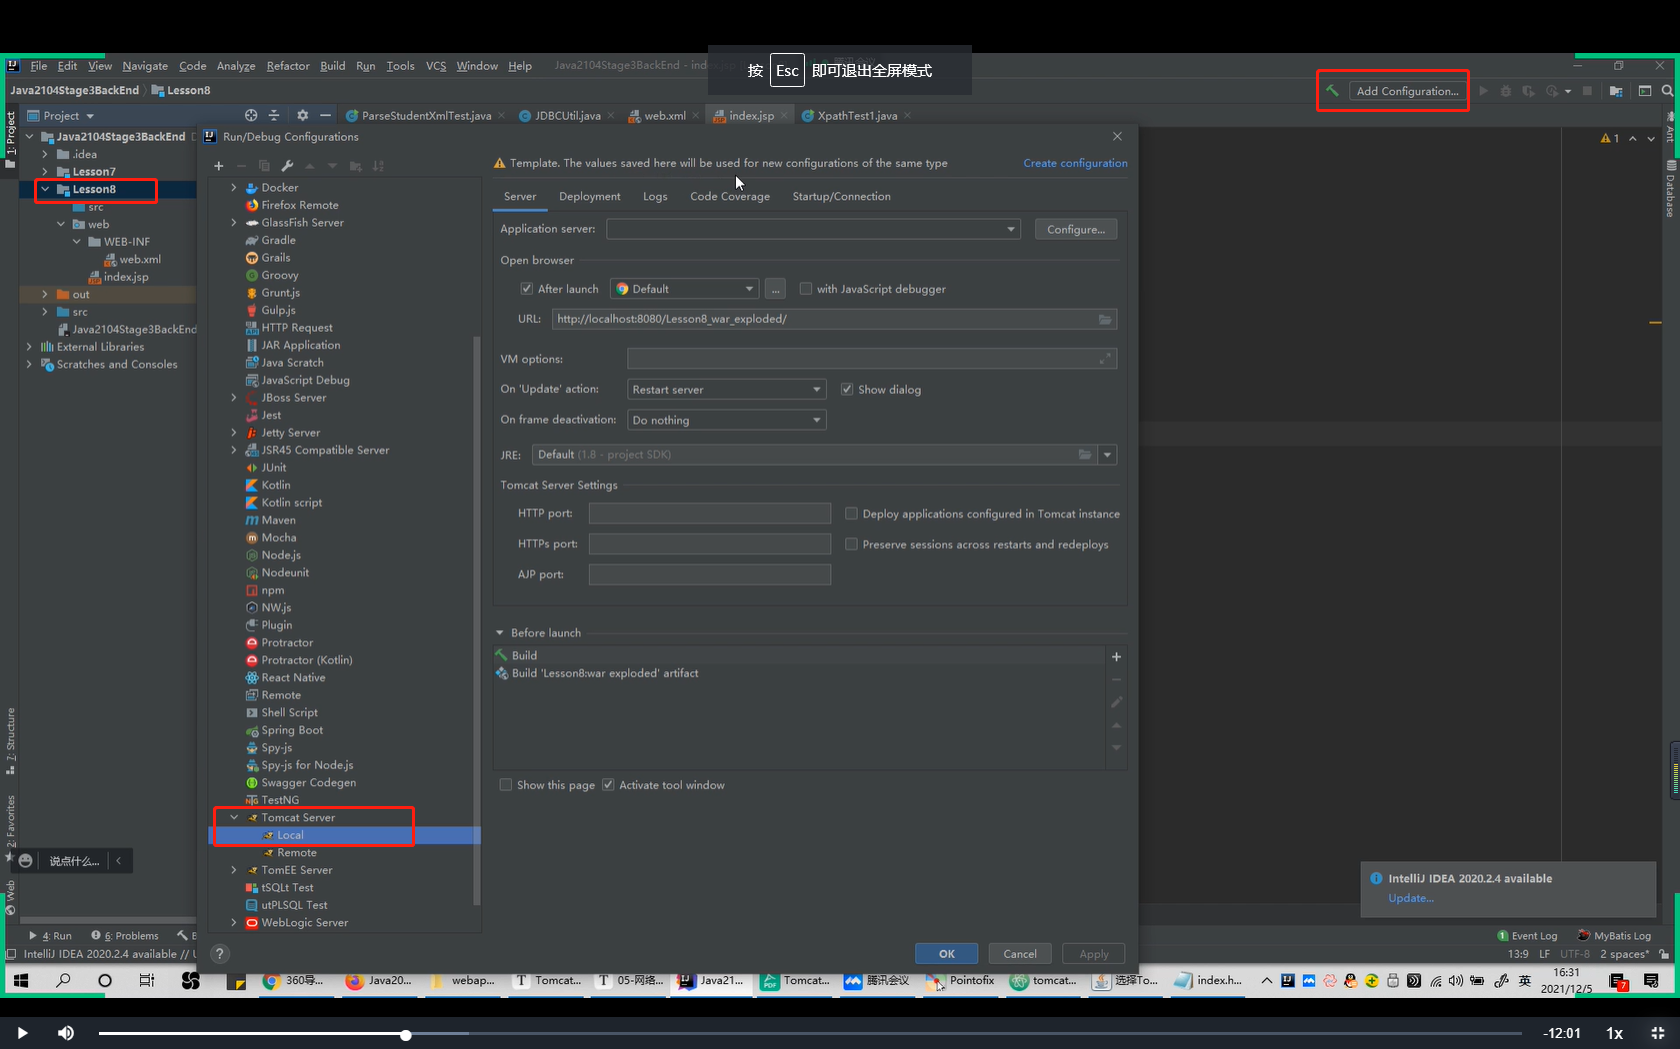 按 Esc 即可退出全屏模式
File Edit View Navigate Code Analyze Refactor Build Run Tools VCS Window Help
Java2104Stage3BackEnd
Lesson8
Add Configuration...
Project
ParseStudentXmlTest.java
JDBCUtil.java
web.xml
index.jsp
XpathTest1.java
1: Project
Java2104Stage3BackEnd
.idea
Lesson7
Lesson8
src
web
WEB-INF
web.xml
index.jsp
out
src
Java2104Stage3BackEnd
External Libraries
Scratches and Consoles
Run/Debug Configurations
Docker
Firefox Remote
GlassFish Server
Gradle
Grails
Groovy
Grunt.js
Gulp.js
HTTP Request
JAR Application
Java Scratch
JavaScript Debug
JBoss Server
Jest
Jetty Server
JSR45 Compatible Server
JUnit
Kotlin
Kotlin script
Maven
Mocha
Node.js
Nodeunit
npm
NW.js
Plugin
Protractor
Protractor (Kotlin)
React Native
Remote
Shell Script
Spring Boot
Spy-js
Spy-js for Node.js
Swagger Codegen
TestNG
Tomcat Server
Local
Remote
TomEE Server
tSQLt Test
utPLSQL Test
WebLogic Server
Template. The values saved here will be used for new configurations of the same type
Create configuration
Server Deployment Logs Code Coverage Startup/Connection
Application server:
Configure...
Open browser
After launch Default ... with JavaScript debugger
URL: http://localhost:8080/Lesson8_war_exploded/
VM options:
On 'Update' action: Restart server Show dialog
On frame deactivation: Do nothing
JRE: Default (1.8 - project SDK)
Tomcat Server Settings
HTTP port: Deploy applications configured in Tomcat instance
HTTPs port: Preserve sessions across restarts and redeploys
AJP port:
Before launch
Build
Build 'Lesson8:war exploded' artifact
Show this page Activate tool window
? OK Cancel Apply
1
Ant
Database
Z: Structure
2: Favorites
Web
说点什么...
IntelliJ IDEA 2020.2.4 available
Update...
4: Run 6: Problems
1 Event Log MyBatis Log
IntelliJ IDEA 2020.2.4 available //
13:9 LF UTF-8 2 spaces*
360导... Java20... webap... Tomcat... 05-网络... Java21... Tomcat... 腾讯会议 Pointofix tomcat... 选择To... index.h...
英
16:31
2021/12/5
7
-12:01 1x